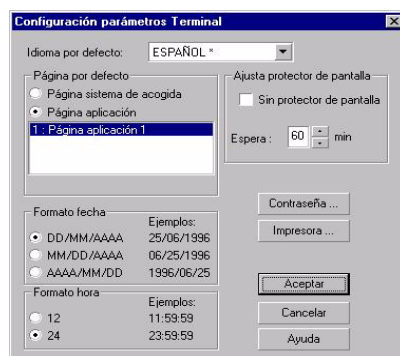 Configuración parámetros Terminal
Idioma por defecto: ESPAÑOL *
Página por defecto
Página sistema de acogida
Página aplicación
1 : Página aplicación 1
Ajusta protector de pantalla
Sin protector de pantalla
Espera : 60 min
Formato fecha
Ejemplos:
DD/MM/AAAA 25/06/1996
MM/DD/AAAA 06/25/1996
AAAA/MM/DD 1996/06/25
Formato hora
Ejemplos:
12 11:59:59
24 23:59:59
Contraseña ...
Impresora ...
Aceptar
Cancelar
Ayuda